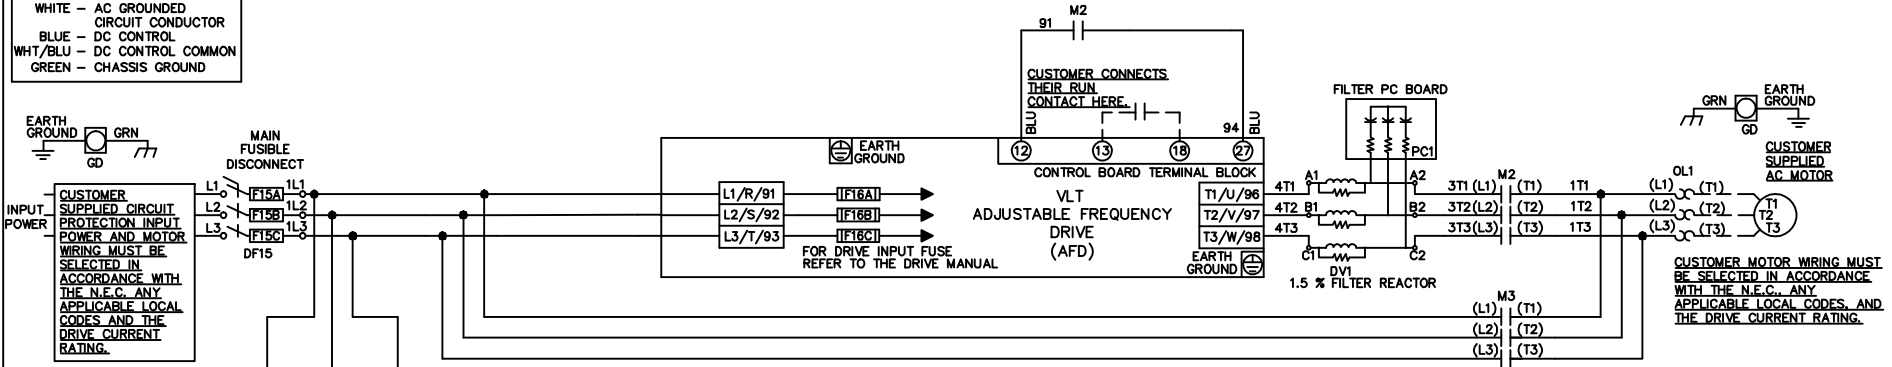 WHITE – AC GROUNDED
CIRCUIT CONDUCTOR
BLUE – DC CONTROL
WHT/BLU – DC CONTROL COMMON
GREEN – CHASSIS GROUND
EARTH
GROUND
GRN
GD
MAIN
FUSIBLE
DISCONNECT
INPUT
POWER
CUSTOMER
SUPPLIED CIRCUIT
PROTECTION INPUT
POWER AND MOTOR
WIRING MUST BE
SELECTED IN
ACCORDANCE WITH
THE N.E.C. ANY
APPLICABLE LOCAL
CODES AND THE
DRIVE CURRENT
RATING.
L1 F15A 1L1
L2 F15B 1L2
L3 F15C 1L3
DF15
M2
91
CUSTOMER CONNECTS
THEIR RUN
CONTACT HERE.
BLU
94
BLU
12 13 18 27
CONTROL BOARD TERMINAL BLOCK
EARTH
GROUND
L1/R/91 F16A
L2/S/92 F16B
L3/T/93 F16C
FOR DRIVE INPUT FUSE
REFER TO THE DRIVE MANUAL
VLT
ADJUSTABLE FREQUENCY
DRIVE
(AFD)
T1/U/96
T2/V/97
T3/W/98
EARTH
GROUND
FILTER PC BOARD
PC1
4T1 A1 A2
4T2 B1 B2
4T3 C1 C2
DV1
1.5 % FILTER REACTOR
M2
3T1 (L1) (T1) 1T1
3T2 (L2) (T2) 1T2
3T3 (L3) (T3) 1T3
M3
(L1) (T1)
(L2) (T2)
(L3) (T3)
OL1
(L1) (T1)
(L2) (T2)
(L3) (T3)
T1
T2
T3
GRN
EARTH
GROUND
GD
CUSTOMER
SUPPLIED
AC MOTOR
CUSTOMER MOTOR WIRING MUST
BE SELECTED IN ACCORDANCE
WITH THE N.E.C., ANY
APPLICABLE LOCAL CODES, AND
THE DRIVE CURRENT RATING.